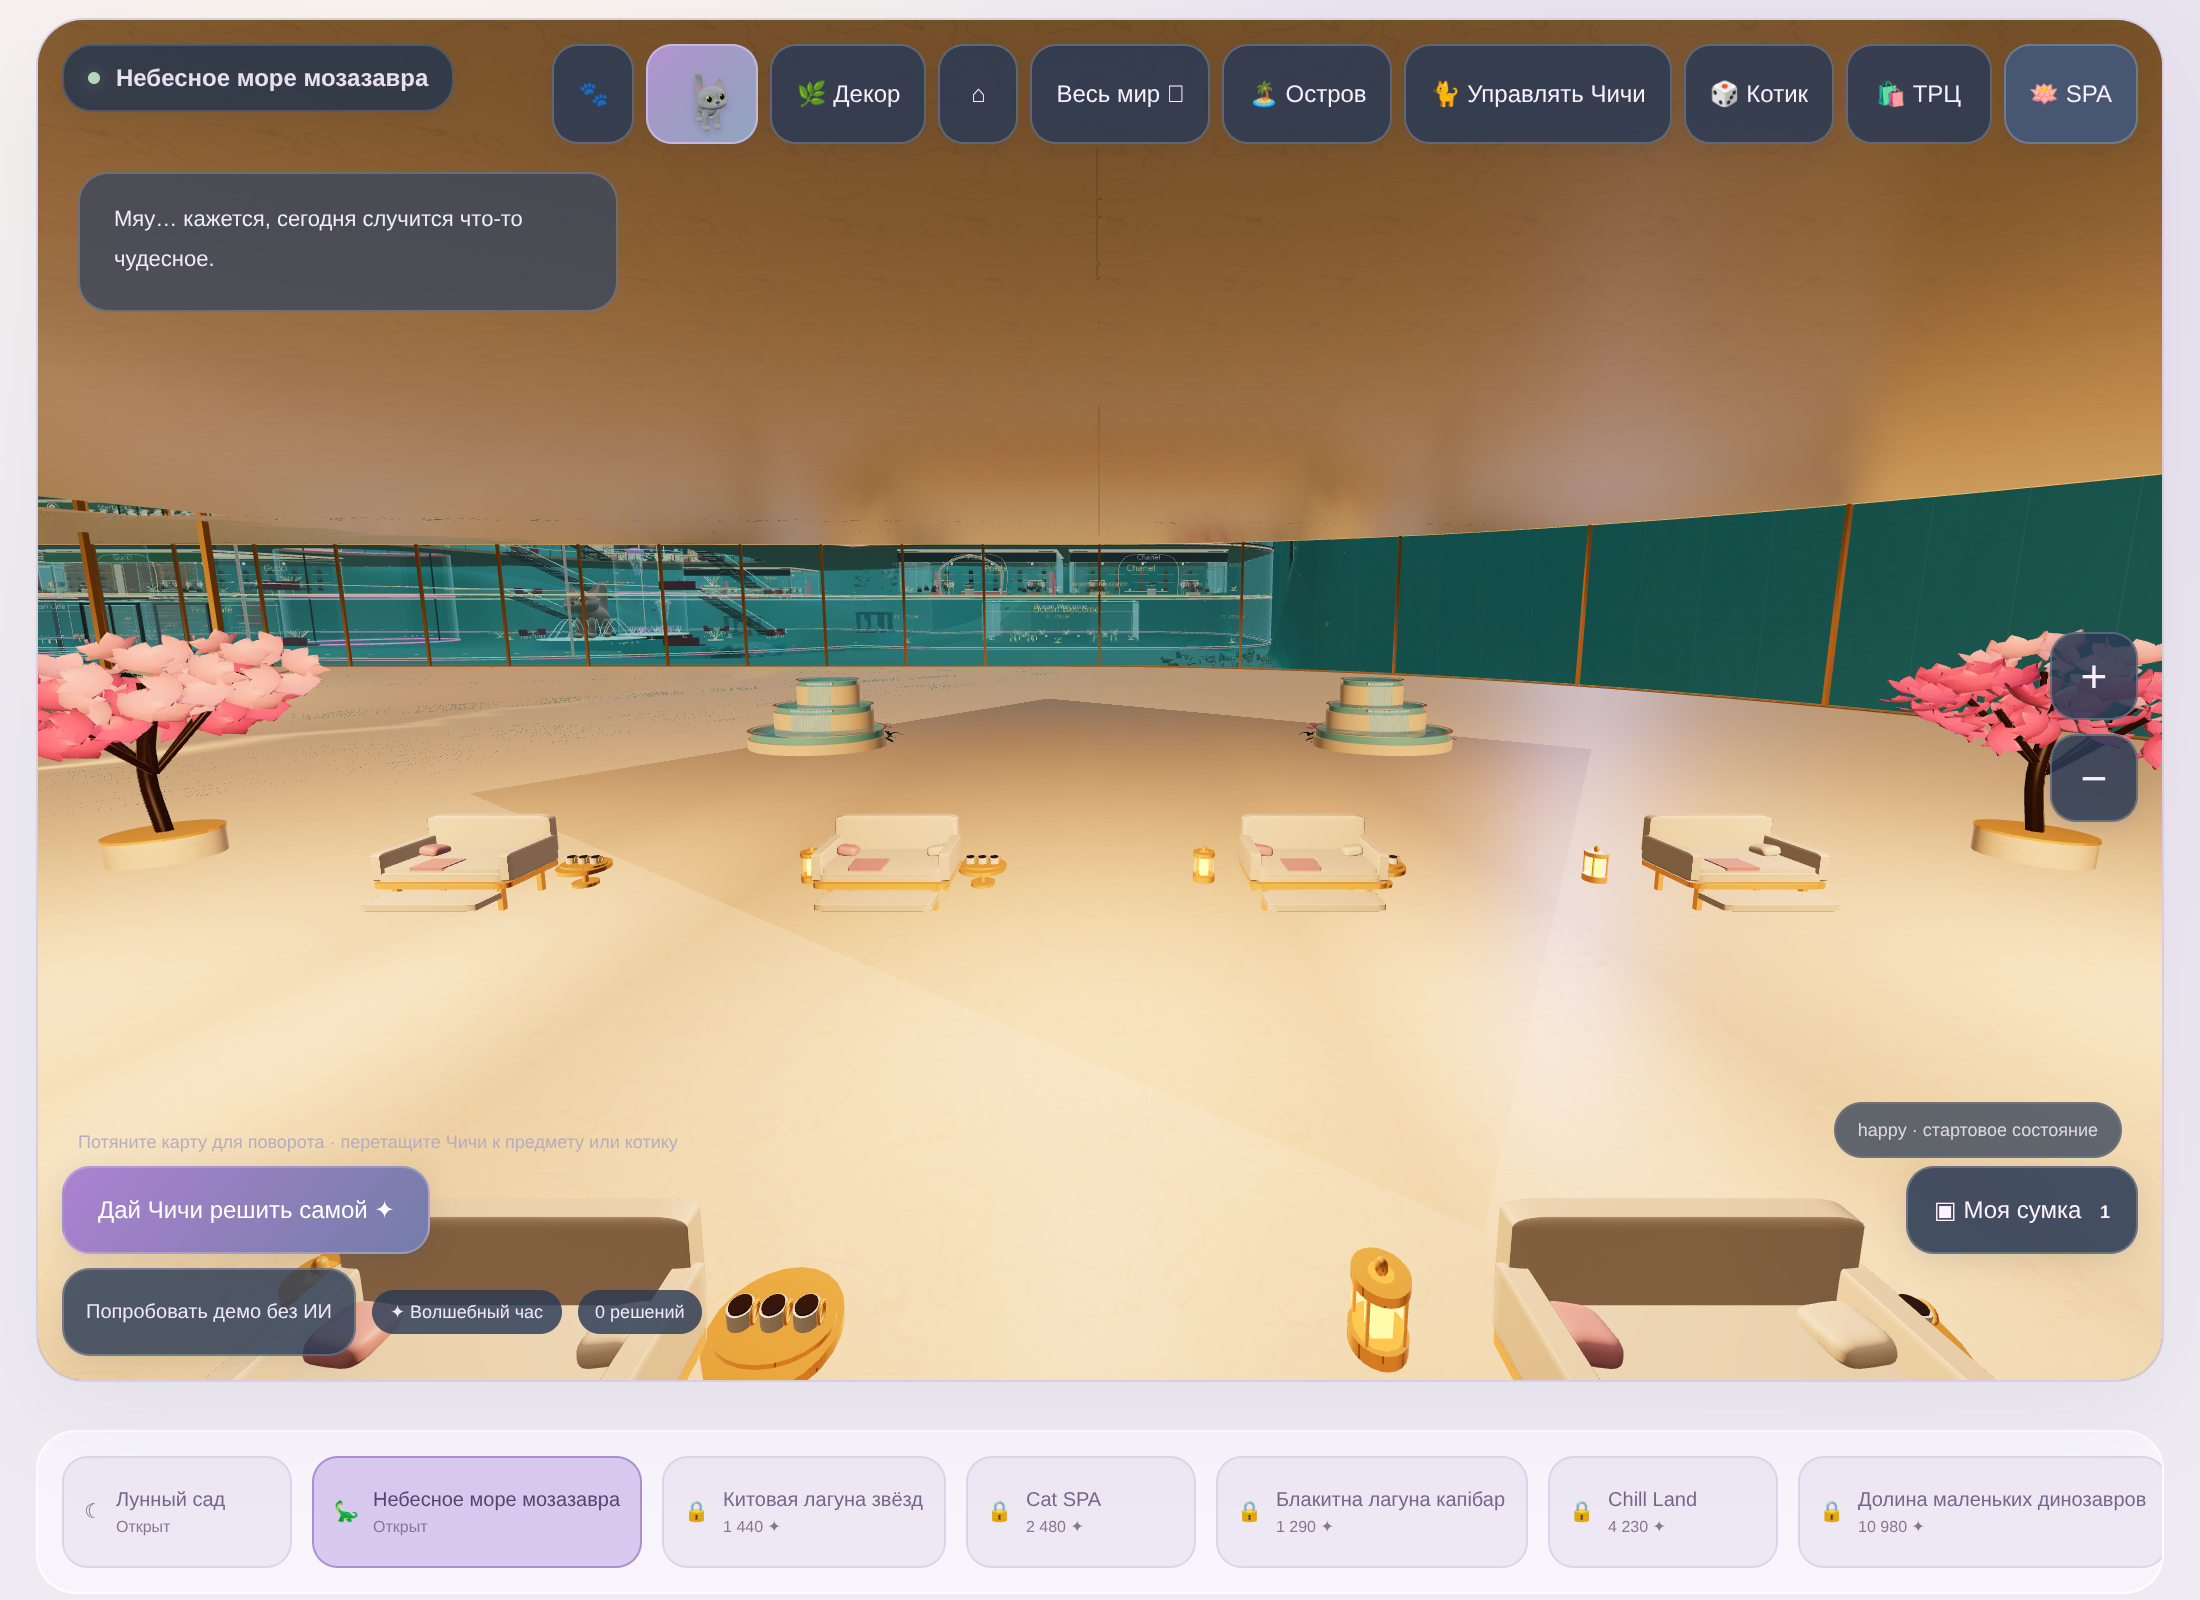 Небесное море мозазавра
Декор
Весь мир
Остров
Управлять Чичи
Котик
ТРЦ
SPA
Мяу… кажется, сегодня случится что-то
чудесное.
Gucci
Chanel
Chanel
+
−
Потяните карту для поворота · перетащите Чичи к предмету или котику
happy · стартовое состояние
Дай Чичи решить самой ✦
Моя сумка 1
Попробовать демо без ИИ
✦ Волшебный час
0 решений
Лунный сад
Открыт
Небесное море мозазавра
Открыт
Китовая лагуна звёзд
1 440 ✦
Cat SPA
2 480 ✦
Блакитна лагуна капібар
1 290 ✦
Chill Land
4 230 ✦
Долина маленьких динозавров
10 980 ✦